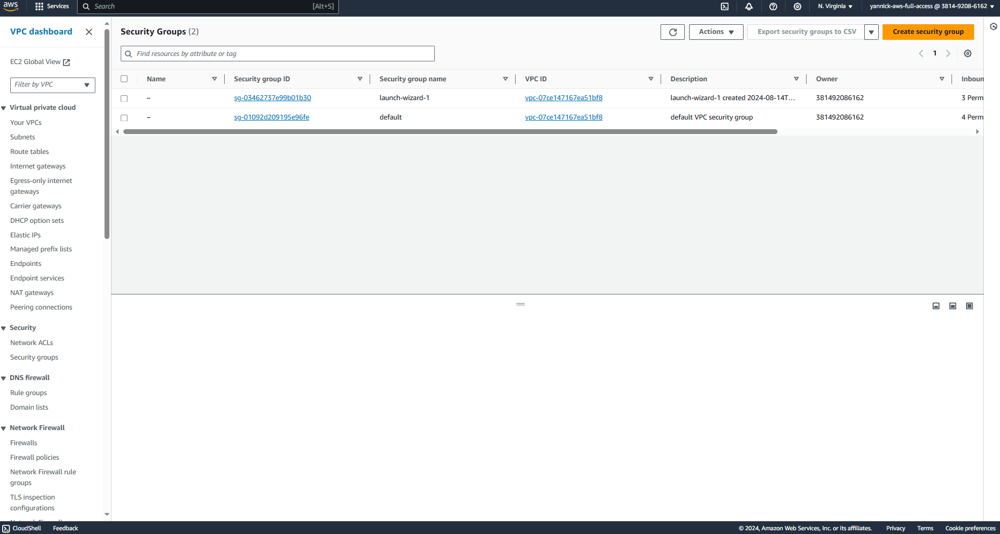 aws
Services
Search
[Alt+S]
N. Virginia
yannick-aws-full-access @ 3814-9208-6162
VPC dashboard
EC2 Global View
Filter by VPC
Virtual private cloud
Your VPCs
Subnets
Route tables
Internet gateways
Egress-only internet
gateways
Carrier gateways
DHCP option sets
Elastic IPs
Managed prefix lists
Endpoints
Endpoint services
NAT gateways
Peering connections
Security
Network ACLs
Security groups
DNS firewall
Rule groups
Domain lists
Network Firewall
Firewalls
Firewall policies
Network Firewall rule
groups
TLS inspection
configurations
Security Groups (2)
Actions
Export security groups to CSV
Create security group
Find resources by attribute or tag
1
Name
Security group ID
Security group name
VPC ID
Description
Owner
Inboun
–
sg-03462737e99b01b30
launch-wizard-1
vpc-07ce147167ea51bf8
launch-wizard-1 created 2024-08-14T...
381492086162
3 Perm
–
sg-01092d209195e96fe
default
vpc-07ce147167ea51bf8
default VPC security group
381492086162
4 Perm
CloudShell
Feedback
© 2024, Amazon Web Services, Inc. or its affiliates.
Privacy
Terms
Cookie preferences